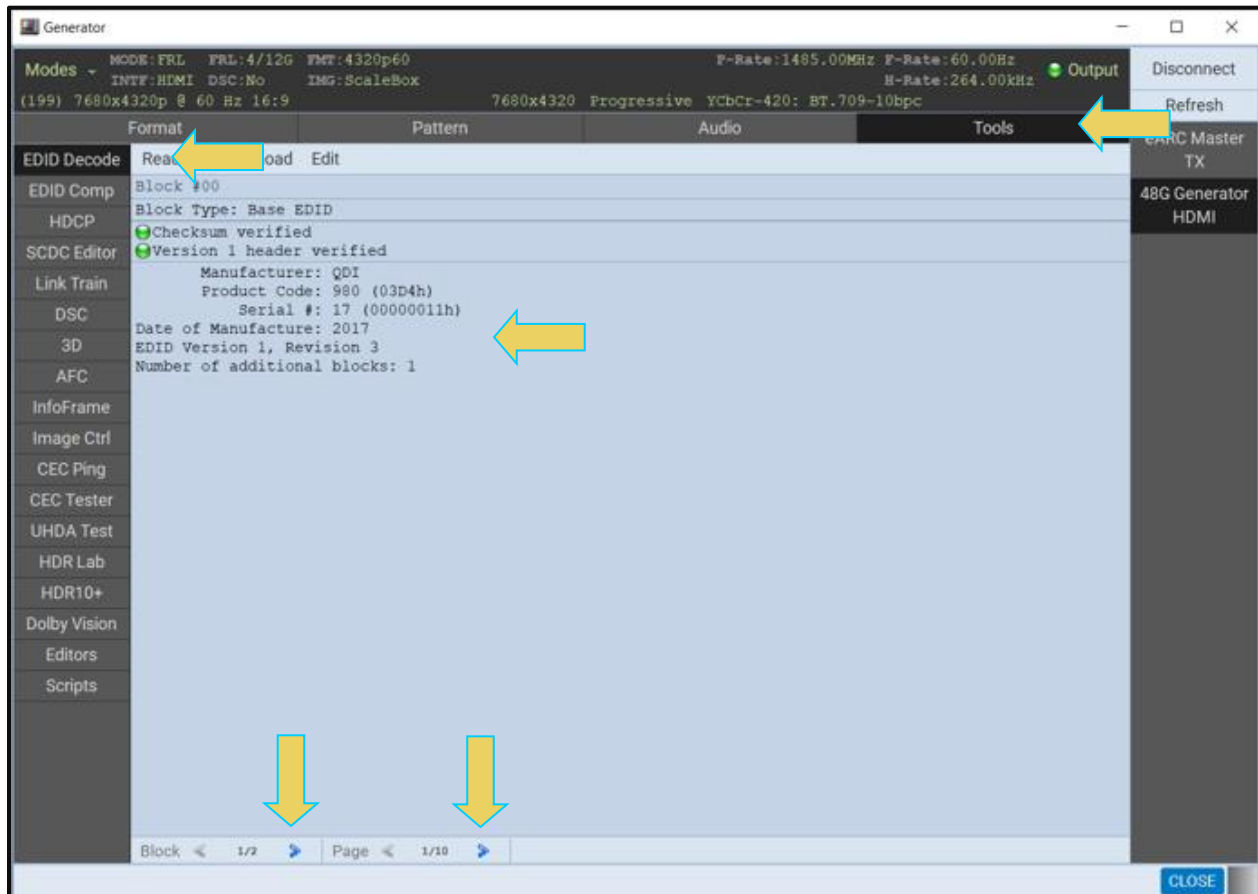 Generator
Modes
MODE:FRL FRL:4/12G FMT:4320p60 P-Rate:1485.00MHz F-Rate:60.00Hz
INTF:HDMI DSC:No IMG:ScaleBox H-Rate:264.00kHz
Output
(199) 7680x4320p @ 60 Hz 16:9 7680x4320 Progressive YCbCr-420: BT.709-10bpc
Disconnect
Refresh
Format Pattern Audio Tools
eARC Master
TX
48G Generator
HDMI
EDID Decode
EDID Comp
HDCP
SCDC Editor
Link Train
DSC
3D
AFC
InfoFrame
Image Ctrl
CEC Ping
CEC Tester
UHDA Test
HDR Lab
HDR10+
Dolby Vision
Editors
Scripts
Edit
Block #00
Block Type: Base EDID
Checksum verified
Version 1 header verified
Manufacturer: QDI
Product Code: 980 (03D4h)
Serial #: 17 (00000011h)
Date of Manufacture: 2017
EDID Version 1, Revision 3
Number of additional blocks: 1
Block 1/2 Page 1/10
CLOSE